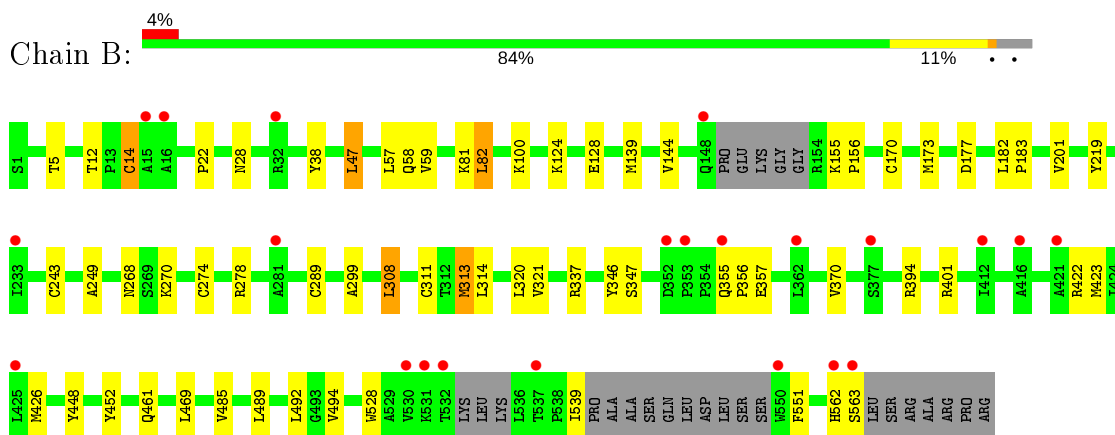 4%
Chain B:
84% 11% • •
S1 T5 T12 P13 C14 A15 A16 P22 N28 R32 Y38 L47 L57 Q58 V59 K81 L82 K100 K124 E128 M139 V144 Q148 PRO GLU LYS GLY GLY R154 K155 P156 C170 M173 D177 L182 P183 V201 Y219
I233 C243 A249 N268 S269 K270 C274 R278 A281 C289 A299 L308 C311 T312 M313 L314 L320 V321 R337 Y346 S347 D352 P353 P354 Q355 P356 E357 L362 V370 S377 R394 R401 I412 A416 A421 R422 M423 I424
L425 M426 Y448 Y452 Q461 L469 V485 L489 L492 G493 V494 W528 A529 V530 K531 T532 LYS LEU LYS L536 T537 P538 I539 PRO ALA ALA SER GLN LEU ASP LEU SER SER W550 F551 H562 S563 LEU SER ARG ALA ARG PRO ARG